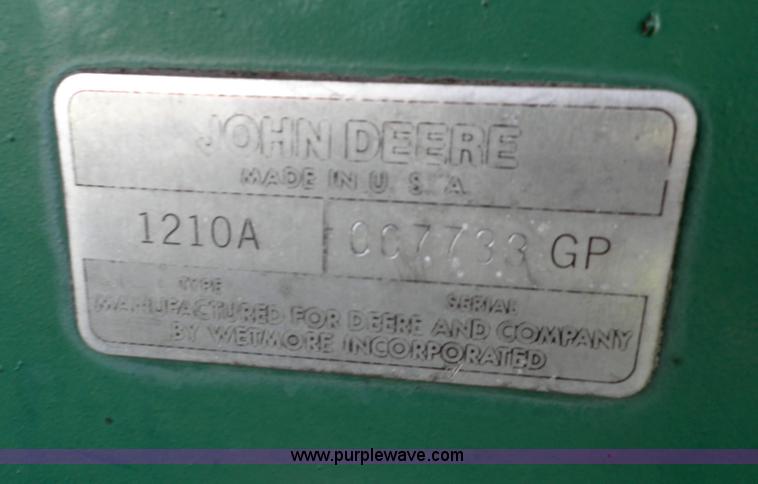 JOHN DEERE
MADE IN U. S. A.
1210A 007733 GP
TYPE SERIAL
MANUFACTURED FOR DEERE AND COMPANY
BY WETMORE INCORPORATED
www.purplewave.com